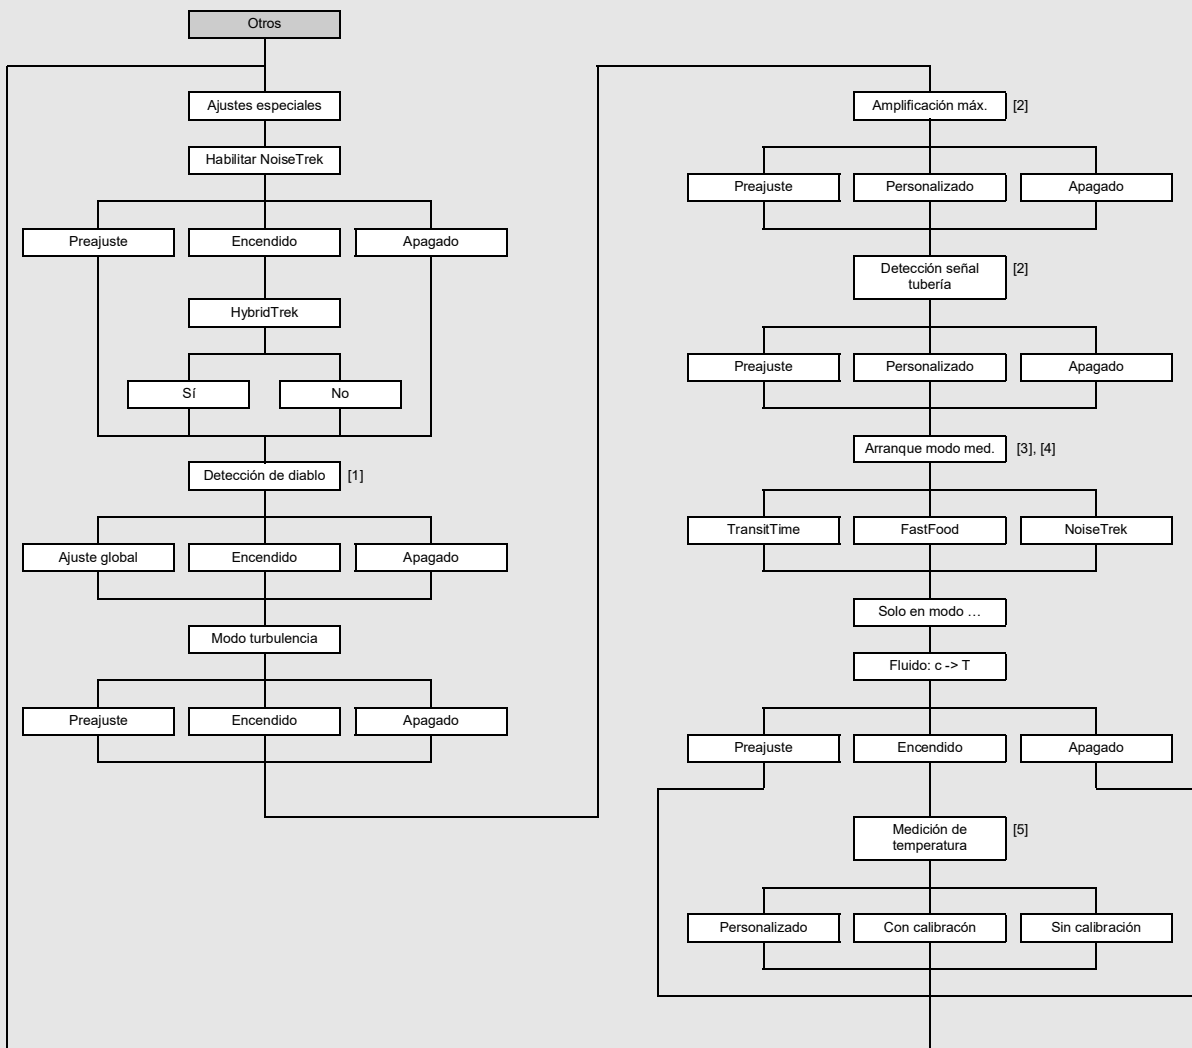 Otros
Ajustes especiales
Habilitar NoiseTrek
Preajuste
Encendido
Apagado
HybridTrek
Sí
No
Detección de diablo
[1]
Ajuste global
Encendido
Apagado
Modo turbulencia
Preajuste
Encendido
Apagado
Amplificación máx.
[2]
Preajuste
Personalizado
Apagado
Detección señal
tubería
[2]
Preajuste
Personalizado
Apagado
Arranque modo med.
[3], [4]
TransitTime
FastFood
NoiseTrek
Solo en modo …
Fluido: c -> T
Preajuste
Encendido
Apagado
Medición de
temperatura
[5]
Personalizado
Con calibracón
Sin calibración